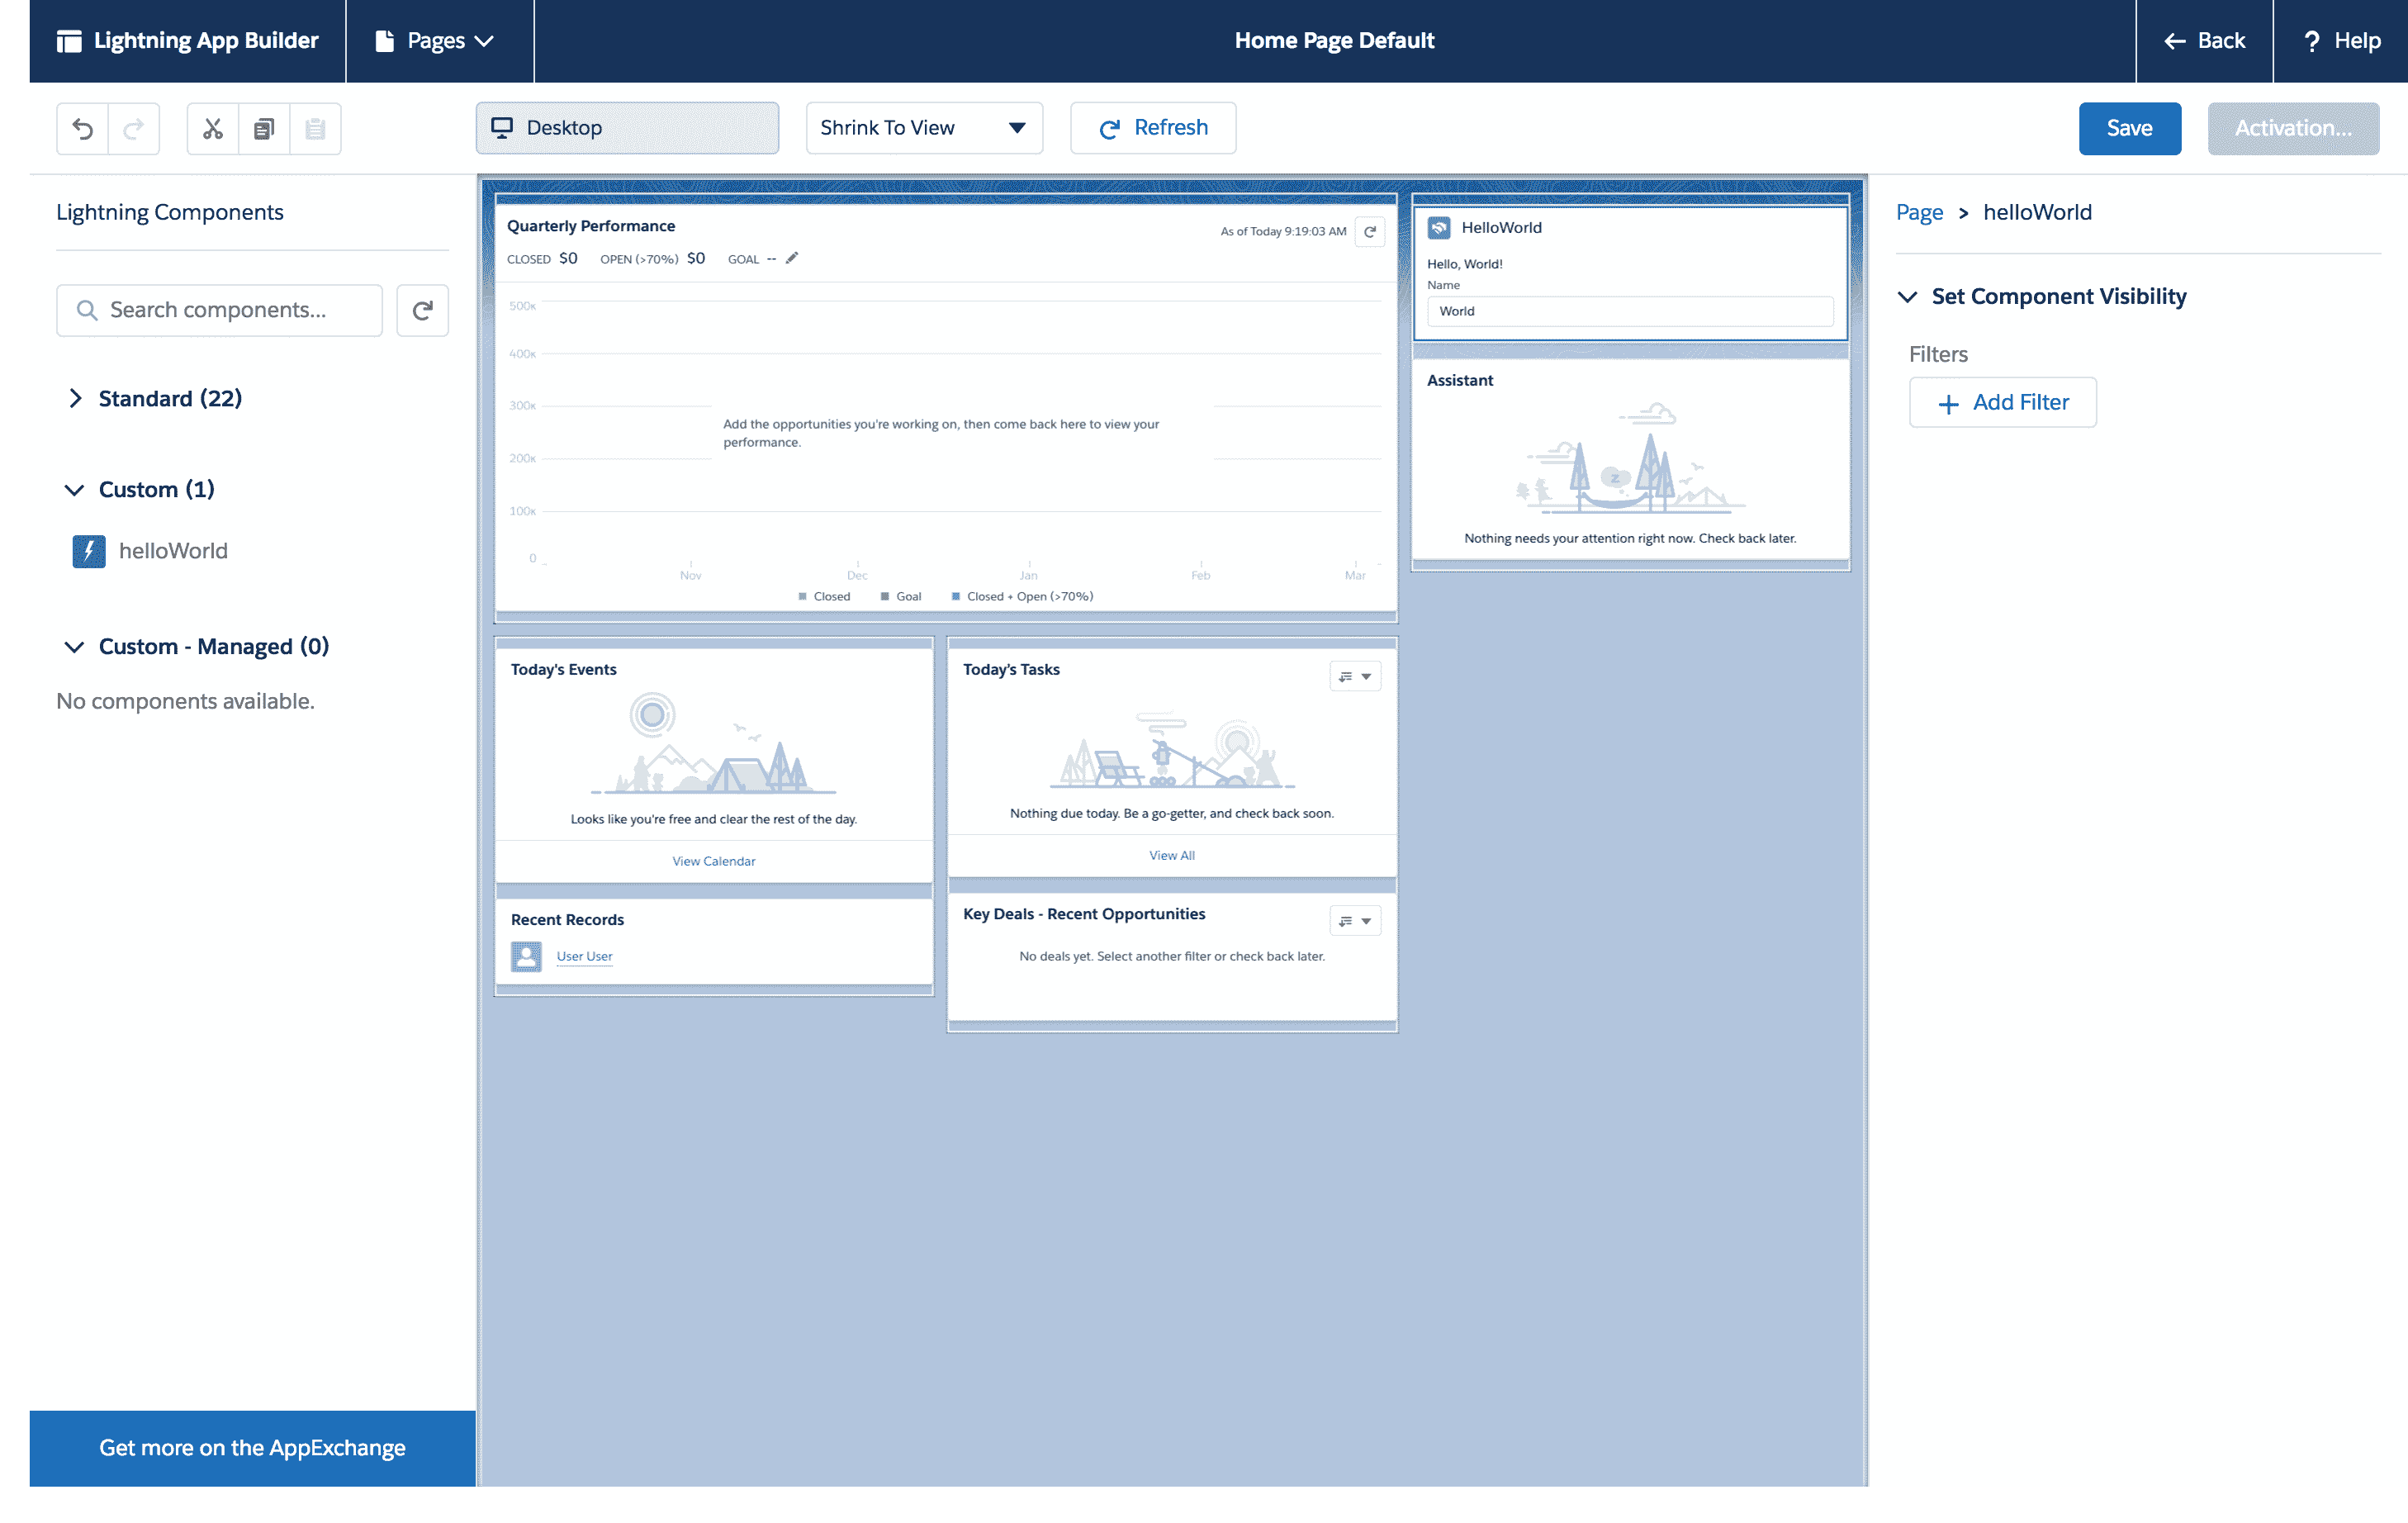 Lightning App Builder
Pages
Home Page Default
Back
? Help
Desktop
Shrink To View
Refresh
Save
Activation...
Lightning Components
Search components...
Standard (22)
Custom (1)
helloWorld
Custom - Managed (0)
No components available.
Get more on the AppExchange
Quarterly Performance
As of Today 9:19:03 AM
CLOSED $0 OPEN (>70%) $0 GOAL --
500K
400K
300K
200K
100K
0
Add the opportunities you're working on, then come back here to view your
performance.
Nov Dec Jan Feb Mar
Closed Goal Closed + Open (>70%)
HelloWorld
Hello, World!
Name
World
Assistant
z
Nothing needs your attention right now. Check back later.
Today's Events
Looks like you're free and clear the rest of the day.
View Calendar
Today's Tasks
Nothing due today. Be a go-getter, and check back soon.
View All
Recent Records
User User
Key Deals - Recent Opportunities
No deals yet. Select another filter or check back later.
Page > helloWorld
Set Component Visibility
Filters
+ Add Filter